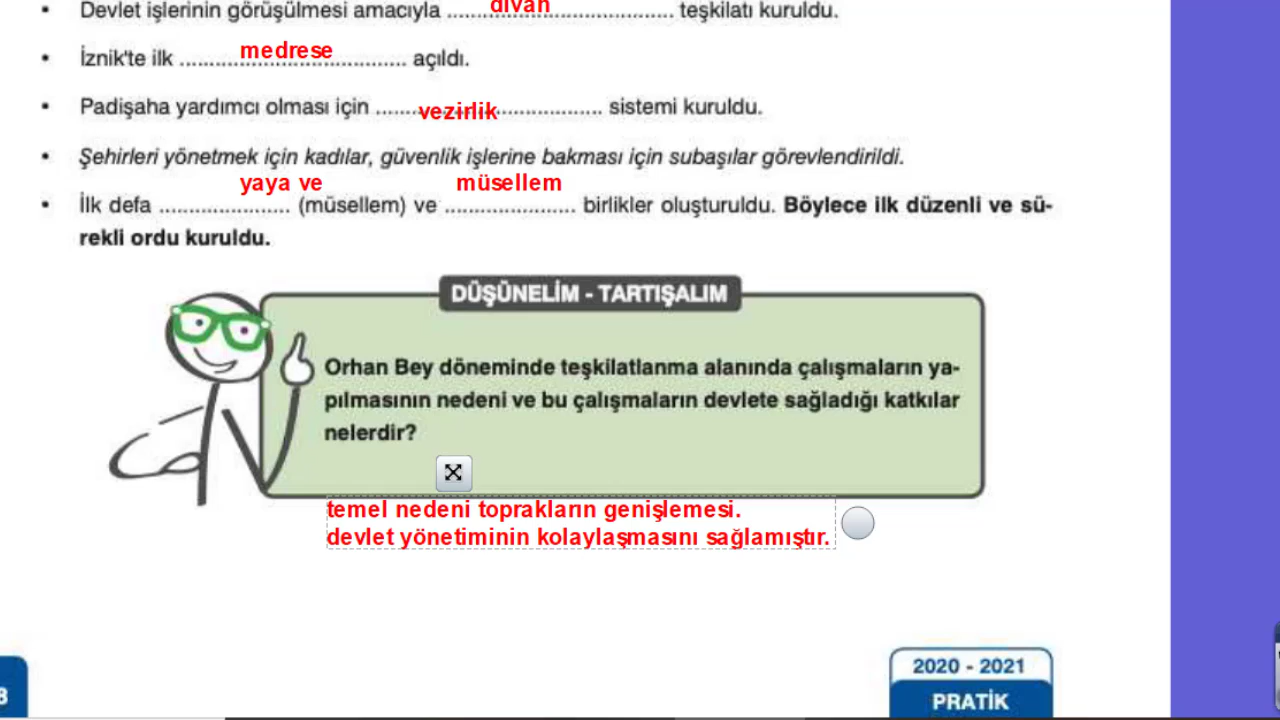 Devlet işlerinin görüşülmesi amacıyla ...divan... teşkilatı kuruldu.
• İznik'te ilk ...medrese... açıldı.
• Padişaha yardımcı olması için ...vezirlik... sistemi kuruldu.
• Şehirleri yönetmek için kadılar, güvenlik işlerine bakması için subaşılar görevlendirildi.
yaya ve müsellem
• İlk defa ...................... (müsellem) ve ...................... birlikler oluşturuldu. Böylece ilk düzenli ve sü-
rekli ordu kuruldu.
DÜŞÜNELİM - TARTIŞALIM
Orhan Bey döneminde teşkilatlanma alanında çalışmaların ya-
pılmasının nedeni ve bu çalışmaların devlete sağladığı katkılar
nelerdir?
temel nedeni toprakların genişlemesi.
devlet yönetiminin kolaylaşmasını sağlamıştır.
2020 - 2021
8
PRATİK